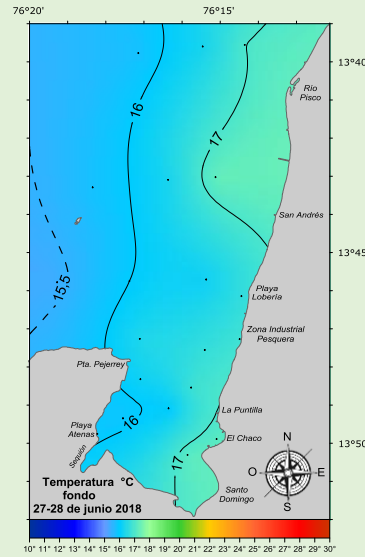 76°20' 76°15'
13°40'
Río
Pisco
16
17
San Andrés
13°45'
15,5
Playa
Lobería
Zona Industrial
Pesquera
Pta. Pejerrey
La Puntilla
16
Playa
Atenas
El Chaco
N
13°50'
Sequión
17
O E
Temperatura °C
fondo
27-28 de junio 2018
Santo
Domingo
S
10° 11° 12° 13° 14° 15° 16° 17° 18° 19° 20° 21° 22° 23° 24° 25° 26° 27° 28° 29° 30°